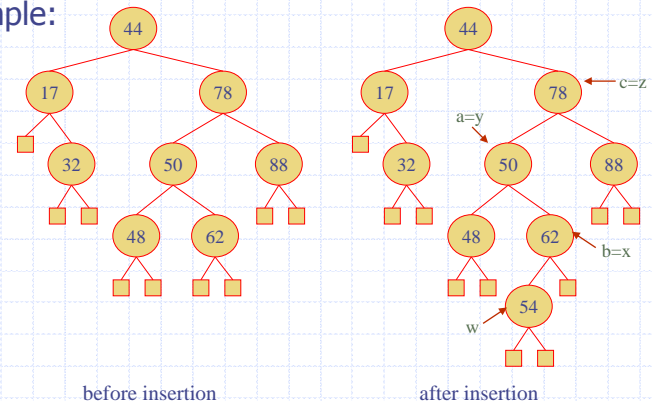 nple:
44
44
17
78
17
78
c=z
a=y
32
50
88
32
50
88
48
62
48
62
b=x
54
w
before insertion
after insertion